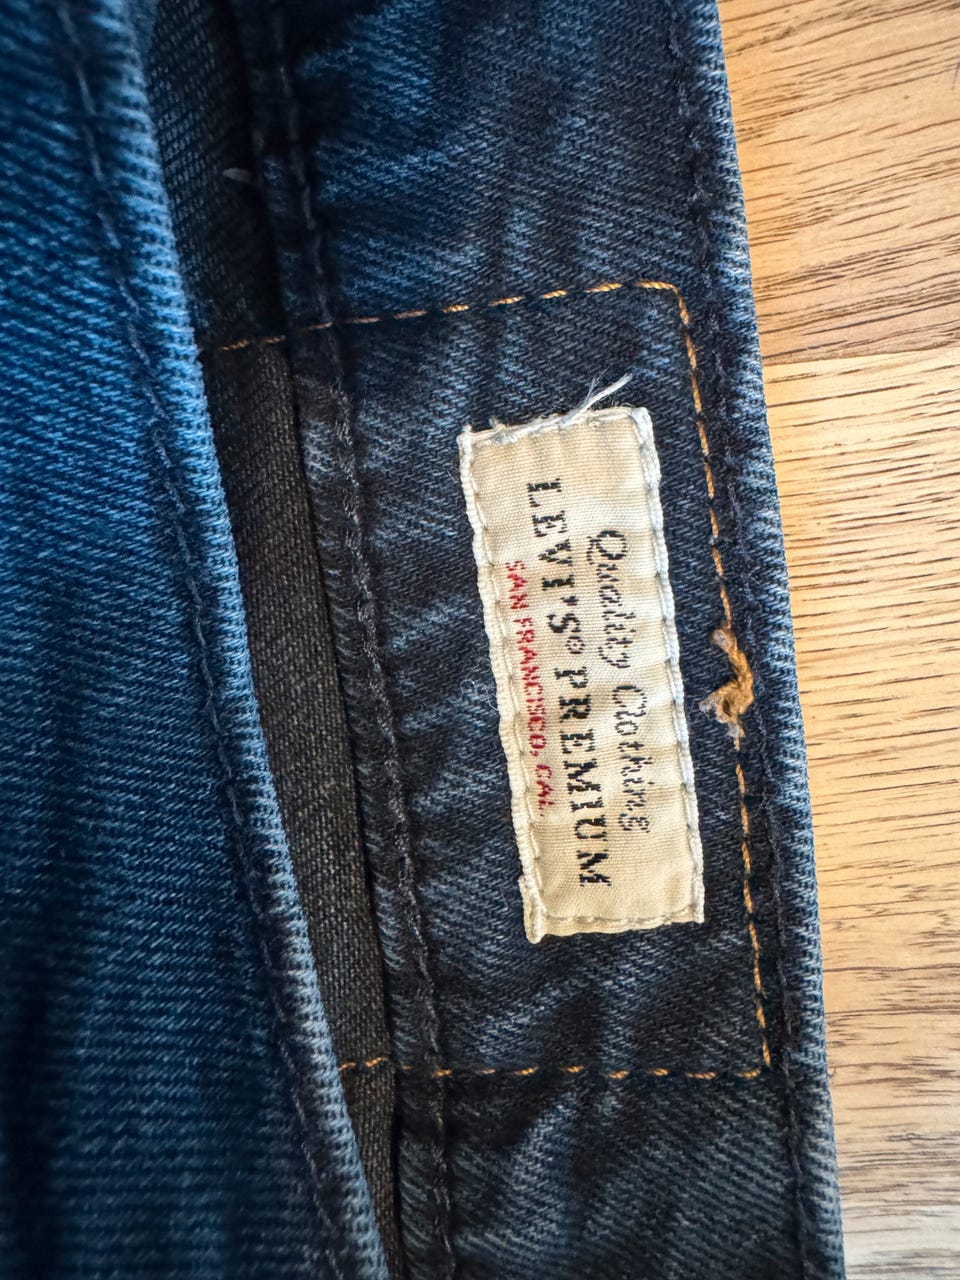 Quality Clothing
LEVI'S® PREMIUM
SAN FRANCISCO, CAL